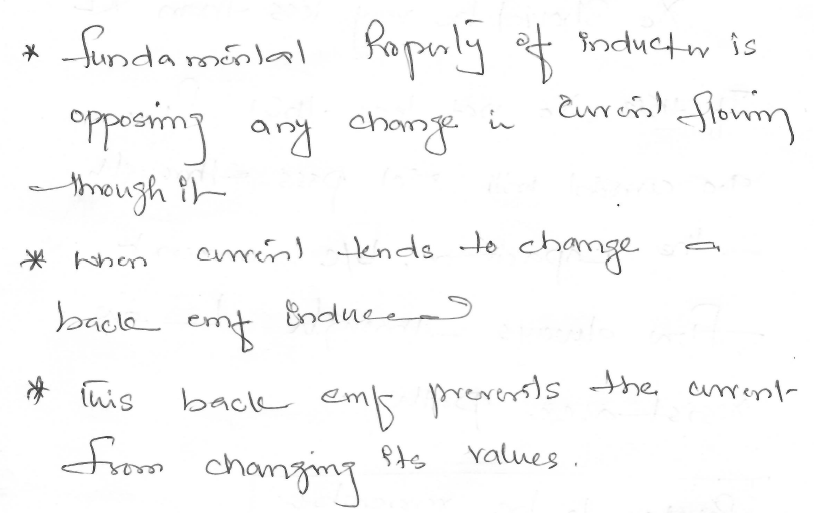 * fundamental Property of inductor is
opposing any change in current flowing
through it
* when current tends to change a
back emf induced
* This back emf prevents the current
from changing its values.